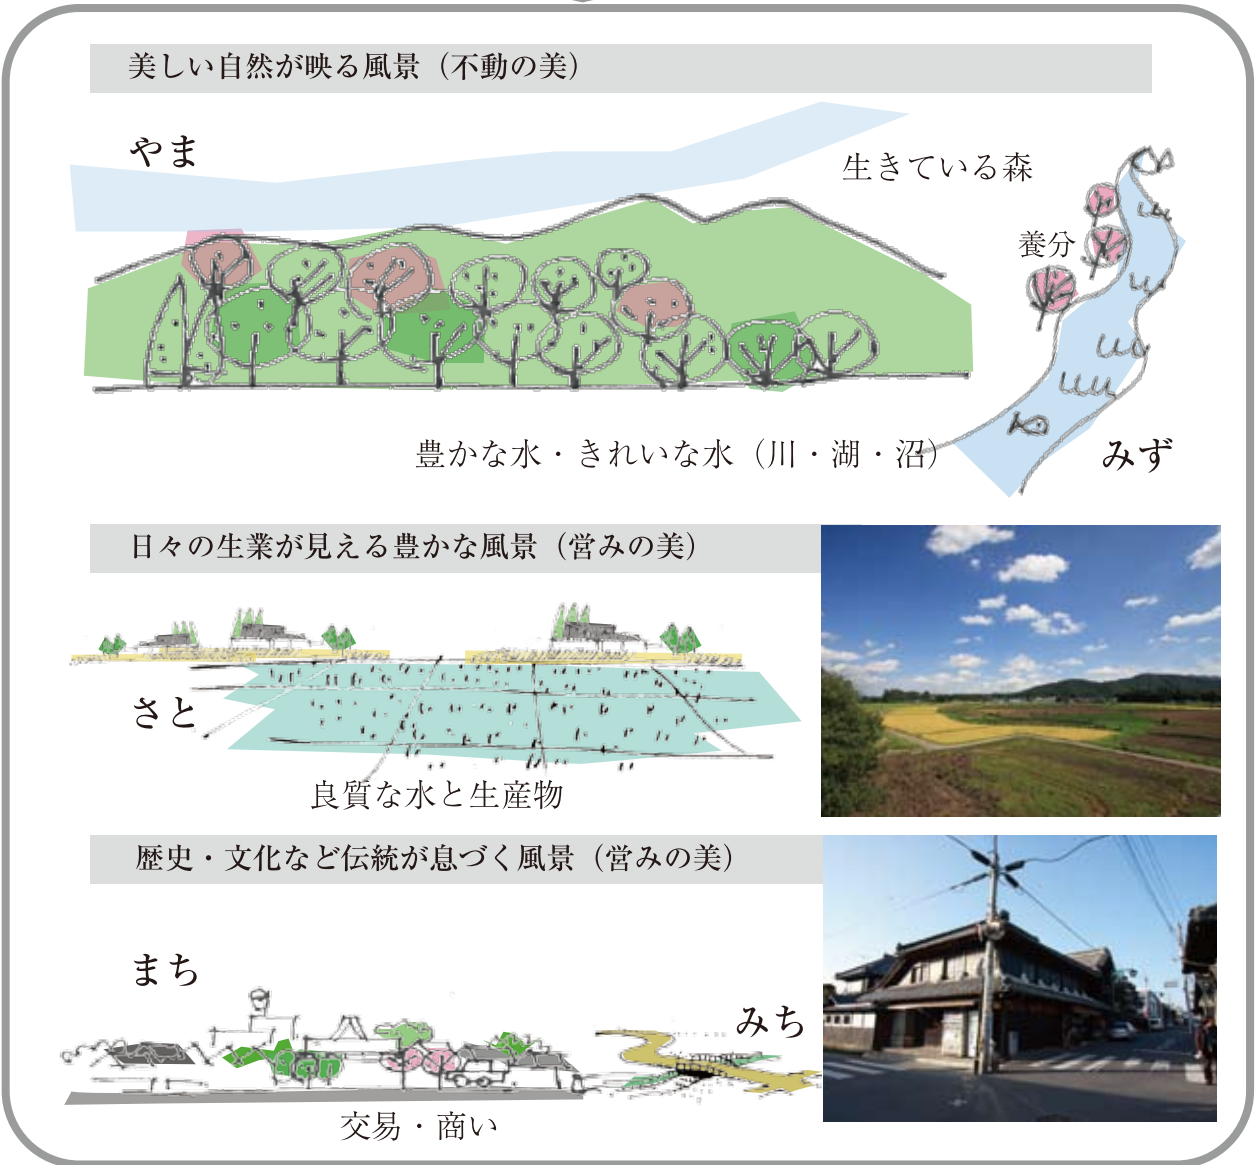 美しい自然が映る風景（不動の美）
やま
生きている森
養分
豊かな水・きれいな水（川・湖・沼）
みず
日々の生業が見える豊かな風景（営みの美）
さと
良質な水と生産物
歴史・文化など伝統が息づく風景（営みの美）
まち
みち
交易・商い